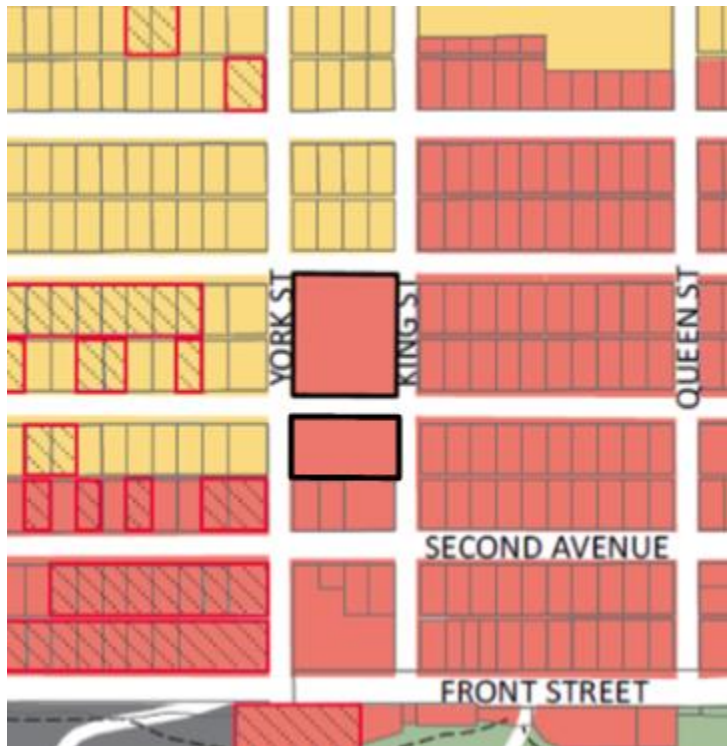 YORK ST
KING ST
QUEEN ST
SECOND AVENUE
FRONT STREET